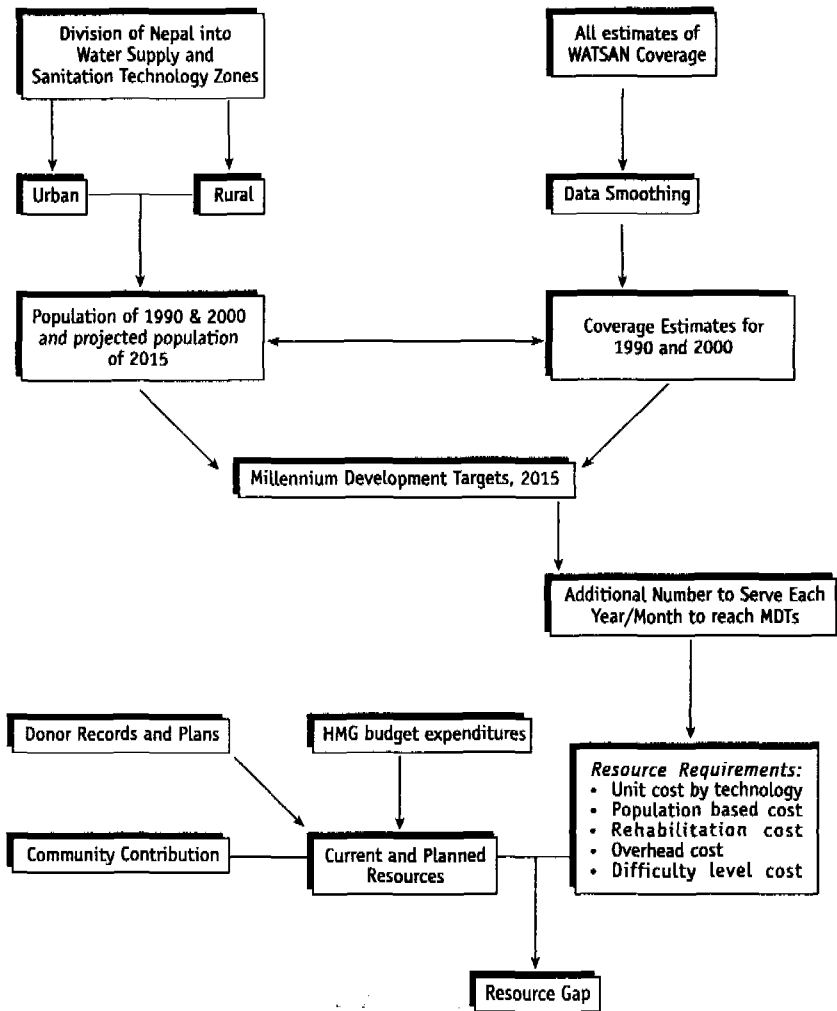 Division of Nepal into
Water Supply and
Sanitation Technology Zones
All estimates of
WATSAN Coverage
Urban
Rural
Data Smoothing
Population of 1990 & 2000
and projected population
of 2015
Coverage Estimates for
1990 and 2000
Millennium Development Targets, 2015
Additional Number to Serve Each
Year/Month to reach MDTs
Donor Records and Plans
HMG budget expenditures
Resource Requirements:
• Unit cost by technology
• Population based cost
• Rehabilitation cost
• Overhead cost
• Difficulty level cost
Community Contribution
Current and Planned
Resources
Resource Gap